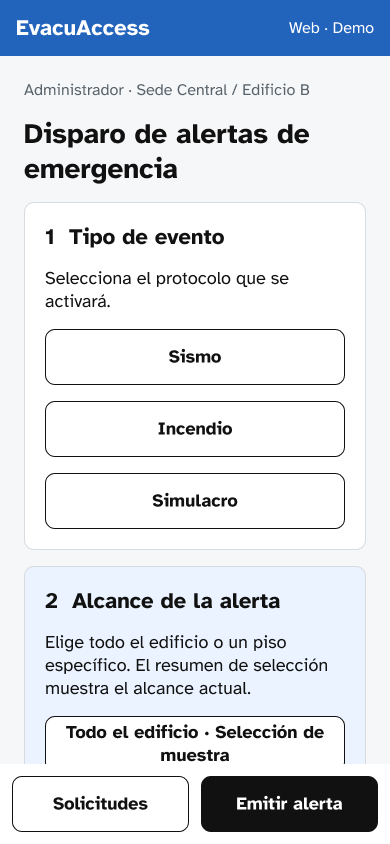 EvacuAccess
Web · Demo
Administrador · Sede Central / Edificio B
Disparo de alertas de
emergencia
1 Tipo de evento
Selecciona el protocolo que se
activará.
Sismo
Incendio
Simulacro
2 Alcance de la alerta
Elige todo el edificio o un piso
específico. El resumen de selección
muestra el alcance actual.
Todo el edificio · Selección de
muestra
Solicitudes
Emitir alerta